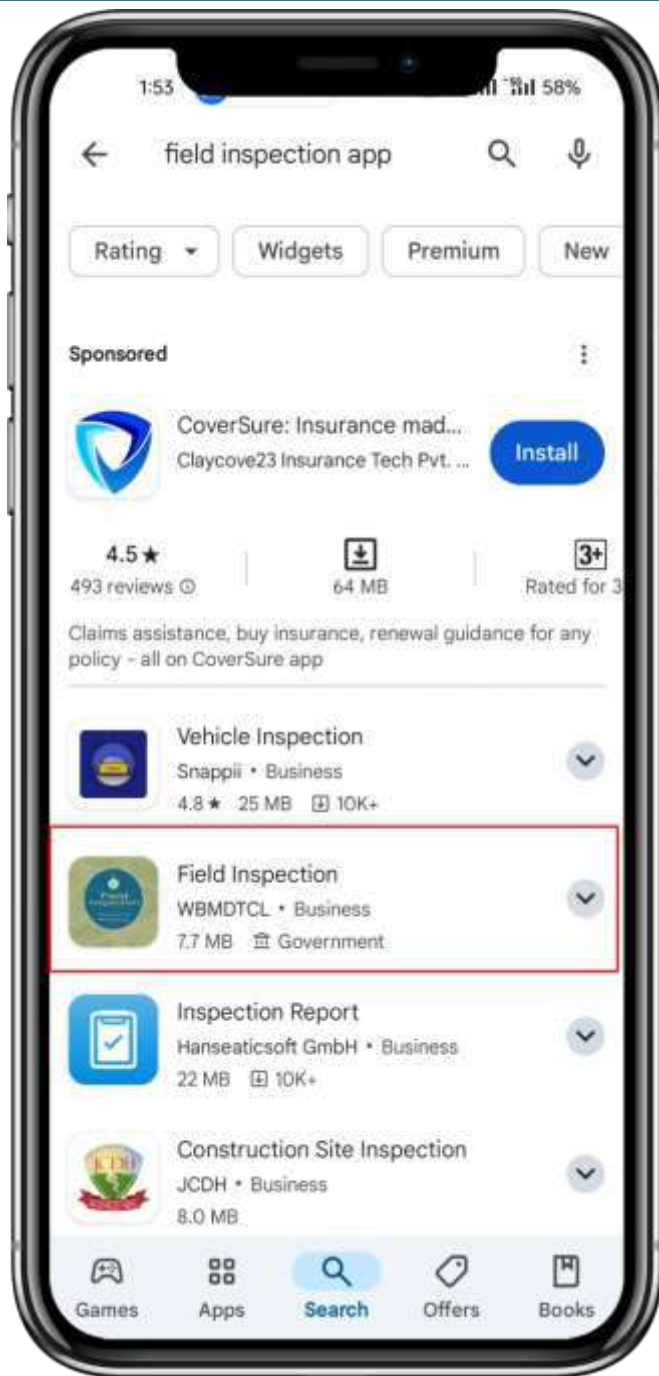 1:53
58%
field inspection app
Rating
Widgets
Premium
New
Sponsored
CoverSure: Insurance mad...
Install
Claycove23 Insurance Tech Pvt. ...
4.5★
3+
493 reviews
64 MB
Rated for 3
Claims assistance, buy insurance, renewal guidance for any
policy - all on CoverSure app
Vehicle Inspection
Snappii • Business
4.8★ 25 MB 10K+
Field Inspection
WBMDTCL • Business
7.7 MB Government
Inspection Report
Hanseaticsoft GmbH • Business
22 MB 10K+
Construction Site Inspection
JCDH • Business
8.0 MB
JCDH
Games
Apps
Search
Offers
Books